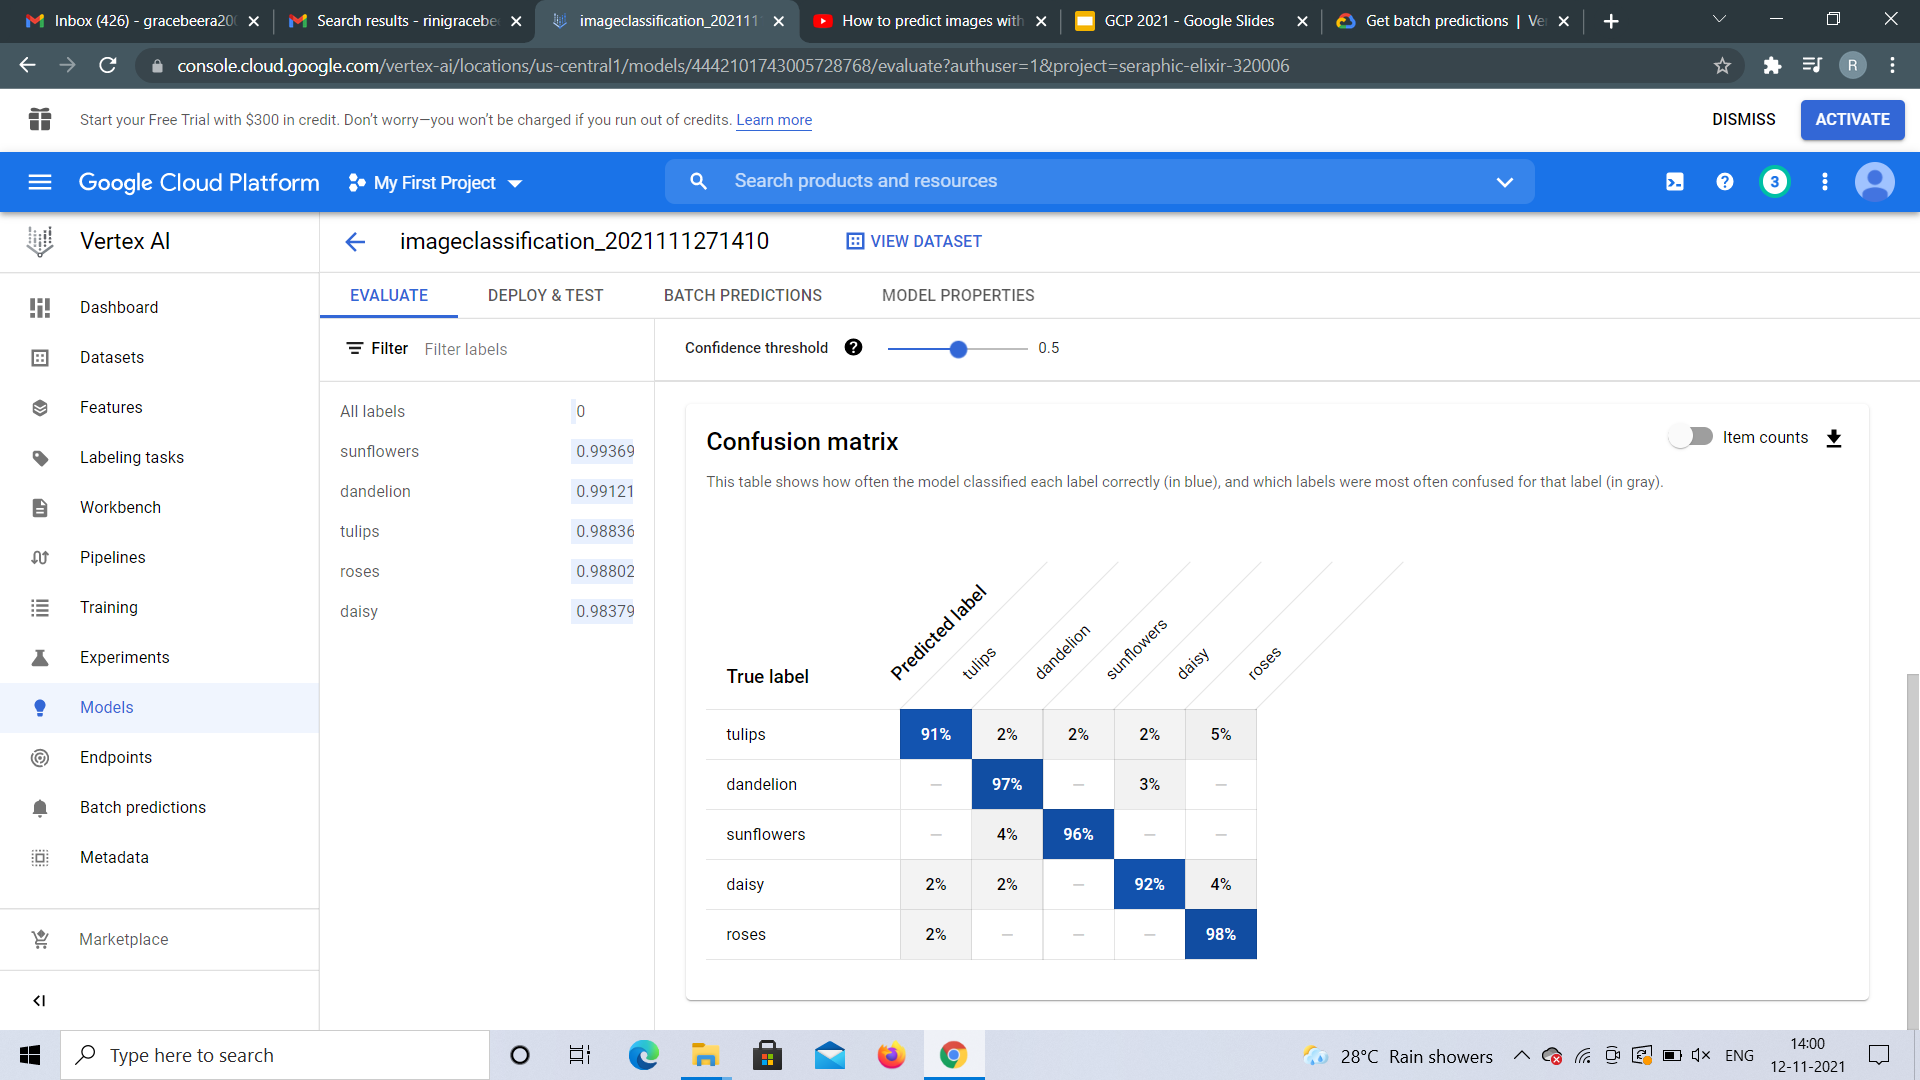 Inbox (426) - gracebeera20
Search results - rinigracebe
imageclassification_202111
How to predict images with
GCP 2021 - Google Slides
Get batch predictions | Ver
console.cloud.google.com/vertex-ai/locations/us-central1/models/4442101743005728768/evaluate?authuser=1&project=seraphic-elixir-320006
R
Start your Free Trial with $300 in credit. Don't worry—you won't be charged if you run out of credits. Learn more
DISMISS
ACTIVATE
Google Cloud Platform
My First Project
Search products and resources
3
Vertex AI
imageclassification_2021111271410
VIEW DATASET
Dashboard
Datasets
Features
Labeling tasks
Workbench
Pipelines
Training
Experiments
Models
Endpoints
Batch predictions
Metadata
Marketplace
EVALUATE
DEPLOY & TEST
BATCH PREDICTIONS
MODEL PROPERTIES
Filter Filter labels
All labels 0
sunflowers 0.99369
dandelion 0.99121
tulips 0.98836
roses 0.98802
daisy 0.98379
Confidence threshold 0.5
Confusion matrix
Item counts
This table shows how often the model classified each label correctly (in blue), and which labels were most often confused for that label (in gray).
True label
Predicted label
tulips
dandelion
sunflowers
daisy
roses
tulips 91% 2% 2% 2% 5%
dandelion — 97% — 3% —
sunflowers — 4% 96% — —
daisy 2% 2% — 92% 4%
roses 2% — — — 98%
Type here to search
28°C Rain showers
ENG
14:00
12-11-2021